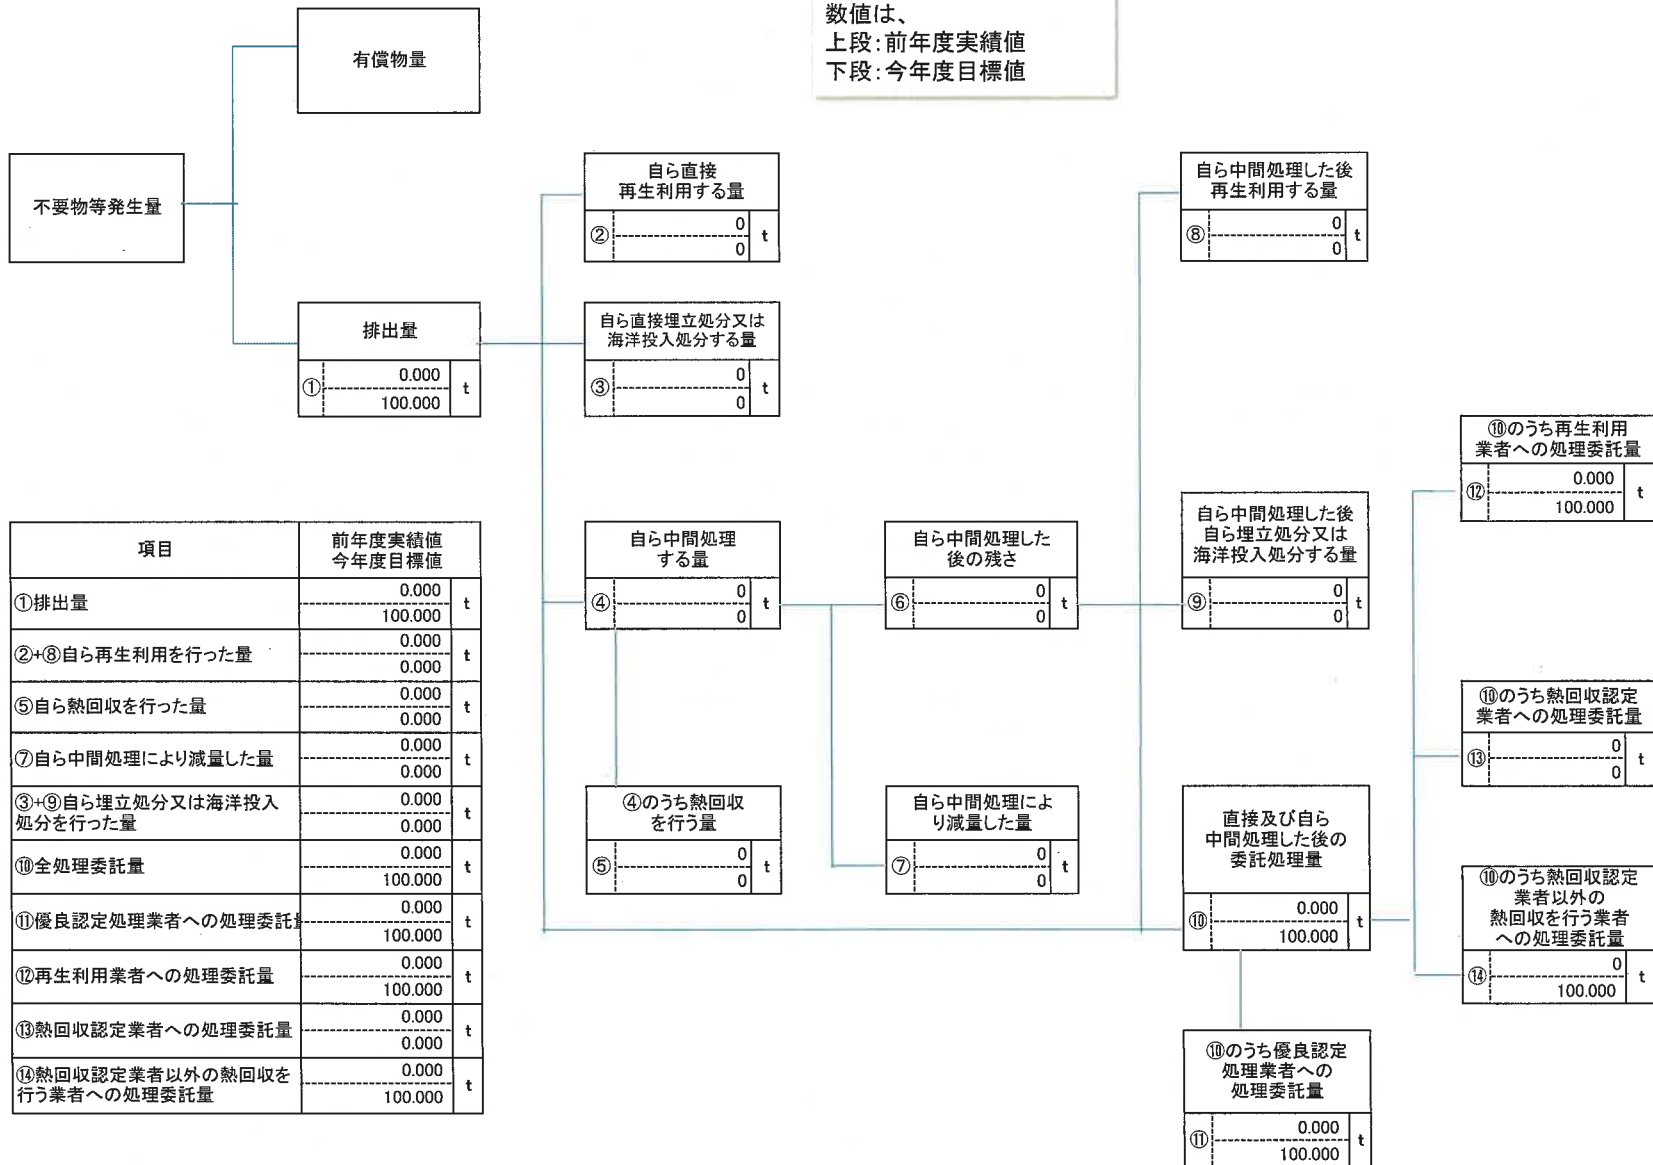 数値は、
上段：前年度実績値
下段：今年度目標値
有償物量
不要物等発生量
排出量
①
0.000
100.000
t
自ら直接
再生利用する量
②
0
0
t
自ら直接埋立処分又は
海洋投入処分する量
③
0
0
t
自ら中間処理
する量
④
0
0
t
④のうち熱回収
を行う量
⑤
0
0
t
自ら中間処理した
後の残さ
⑥
0
0
t
自ら中間処理によ
り減量した量
⑦
0
0
t
自ら中間処理した後
再生利用する量
⑧
0
0
t
自ら中間処理した後
自ら埋立処分又は
海洋投入処分する量
⑨
0
0
t
直接及び自ら
中間処理した後の
委託処理量
⑩
0.000
100.000
t
⑩のうち優良認定
処理業者への
処理委託量
⑪
0.000
100.000
t
⑩のうち再生利用
業者への処理委託量
⑫
0.000
100.000
t
⑩のうち熱回収認定
業者への処理委託量
⑬
0
0
t
⑩のうち熱回収認定
業者以外の
熱回収を行う業者
への処理委託量
⑭
0
100.000
t
項目
前年度実績値
今年度目標値
①排出量
0.000
100.000
t
②+⑧自ら再生利用を行った量
0.000
0.000
t
⑤自ら熱回収を行った量
0.000
0.000
t
⑦自ら中間処理により減量した量
0.000
0.000
t
③+⑨自ら埋立処分又は海洋投入
処分を行った量
0.000
0.000
t
⑩全処理委託量
0.000
100.000
t
⑪優良認定処理業者への処理委託
0.000
100.000
t
⑫再生利用業者への処理委託量
0.000
100.000
t
⑬熱回収認定業者への処理委託量
0.000
0.000
t
⑭熱回収認定業者以外の熱回収を
行う業者への処理委託量
0.000
100.000
t